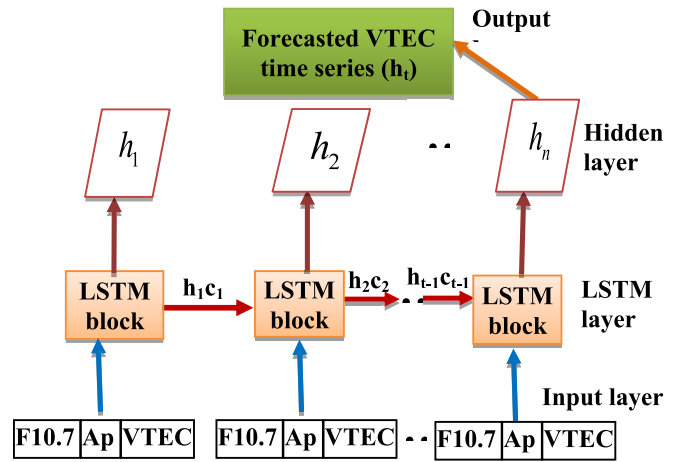 Output
Forecasted VTEC
time series (hₜ)
h₁
h₂
hₙ
Hidden
layer
h₁c₁
h₂c₂
hₜ₋₁cₜ₋₁
LSTM
block
LSTM
block
LSTM
block
LSTM
layer
Input layer
F10.7 Ap VTEC
F10.7 Ap VTEC
F10.7 Ap VTEC